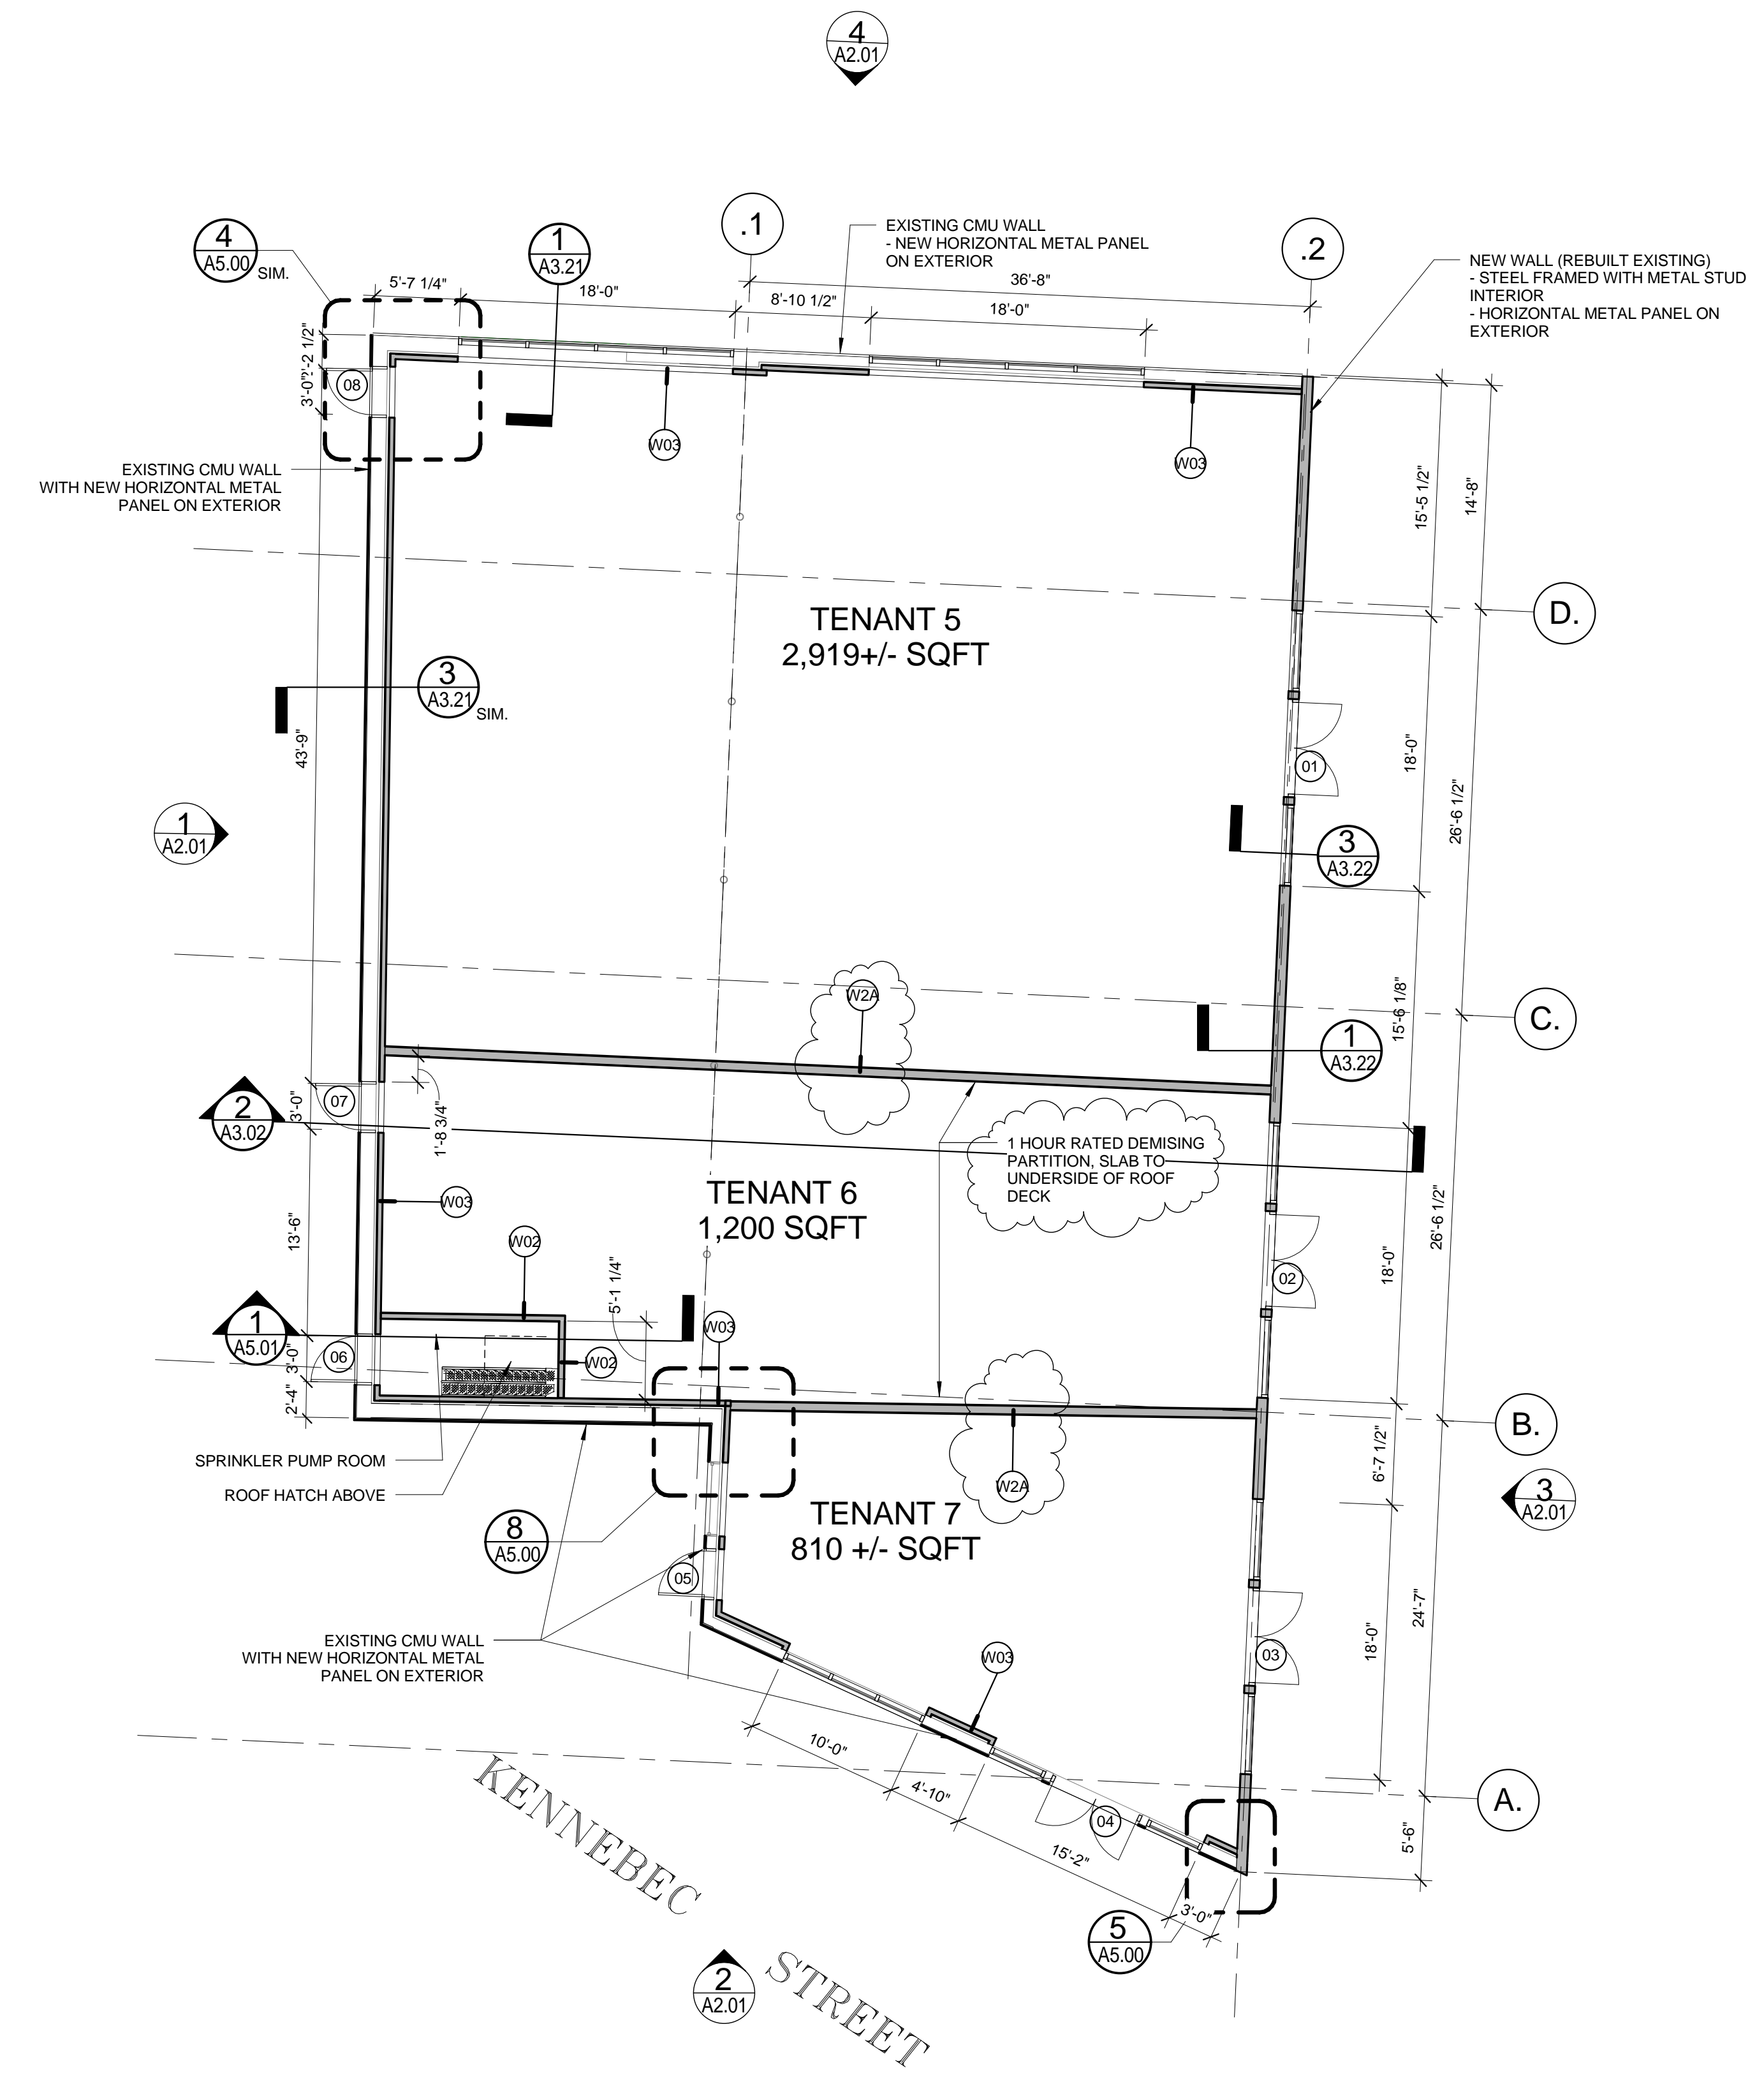 4
A2.01
4
A5.00
SIM.
1
A3.21
.1
EXISTING CMU WALL
- NEW HORIZONTAL METAL PANEL
ON EXTERIOR
.2
NEW WALL (REBUILT EXISTING)
- STEEL FRAMED WITH METAL STUD
INTERIOR
- HORIZONTAL METAL PANEL ON
EXTERIOR
5'-7 1/4"
18'-0"
8'-10 1/2"
36'-8"
18'-0"
3'-0"
2'-2 1/2"
08
W03
W03
EXISTING CMU WALL
WITH NEW HORIZONTAL METAL
PANEL ON EXTERIOR
15'-5 1/2"
14'-8"
D.
TENANT 5
2,919+/- SQFT
3
A3.21
SIM.
43'-9"
01
18'-0"
26'-6 1/2"
1
A2.01
3
A3.22
W2A
15'-6 1/8"
C.
1
A3.22
07
3'-0"
2
A3.02
1'-8 3/4"
1 HOUR RATED DEMISING
PARTITION, SLAB TO
UNDERSIDE OF ROOF
DECK
TENANT 6
1,200 SQFT
W03
13'-6"
W02
5'-1 1/4"
02
18'-0"
26'-6 1/2"
1
A5.01
W03
06
3'-0"
W02
2'-4"
B.
SPRINKLER PUMP ROOM
ROOF HATCH ABOVE
W2A
6'-7 1/2"
3
A2.01
TENANT 7
810 +/- SQFT
8
A5.00
05
EXISTING CMU WALL
WITH NEW HORIZONTAL METAL
PANEL ON EXTERIOR
W03
03
18'-0"
24'-7"
10'-0"
4'-10"
04
15'-2"
A.
5'-6"
3'-0"
5
A5.00
KENNEBEC
STREET
2
A2.01